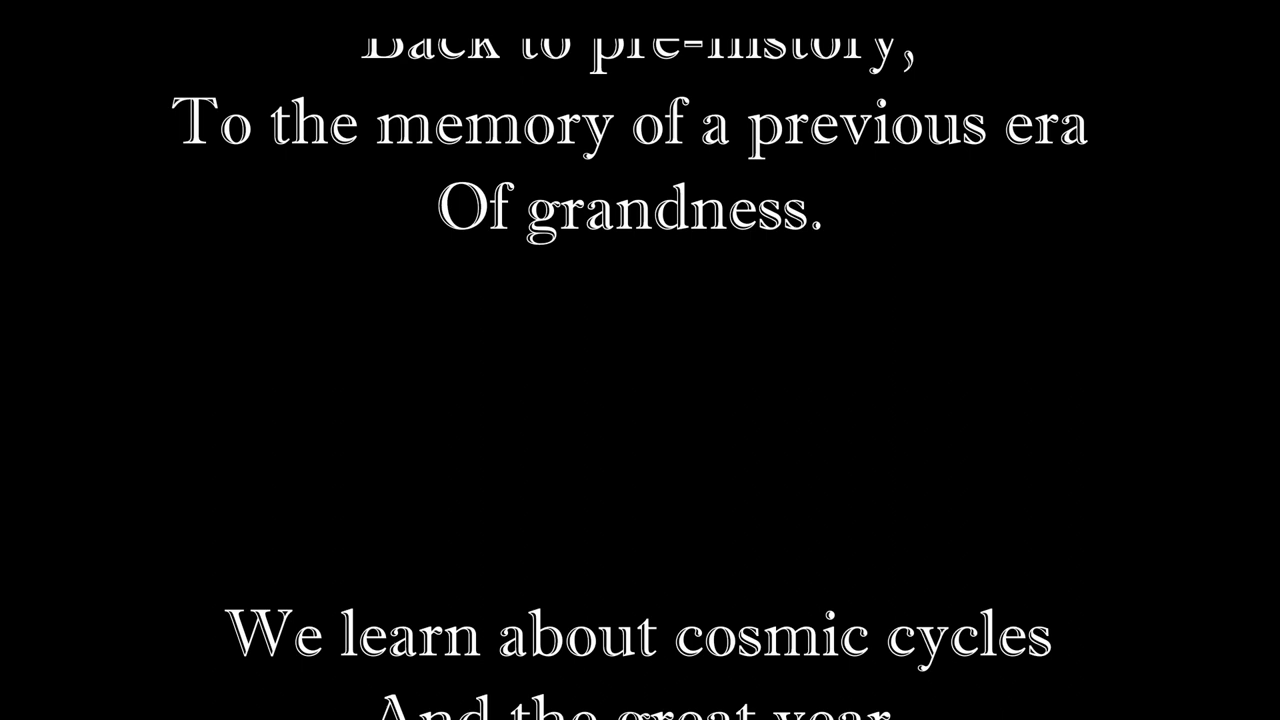 Back to pre-history,
To the memory of a previous era
Of grandness.
We learn about cosmic cycles
And the great year